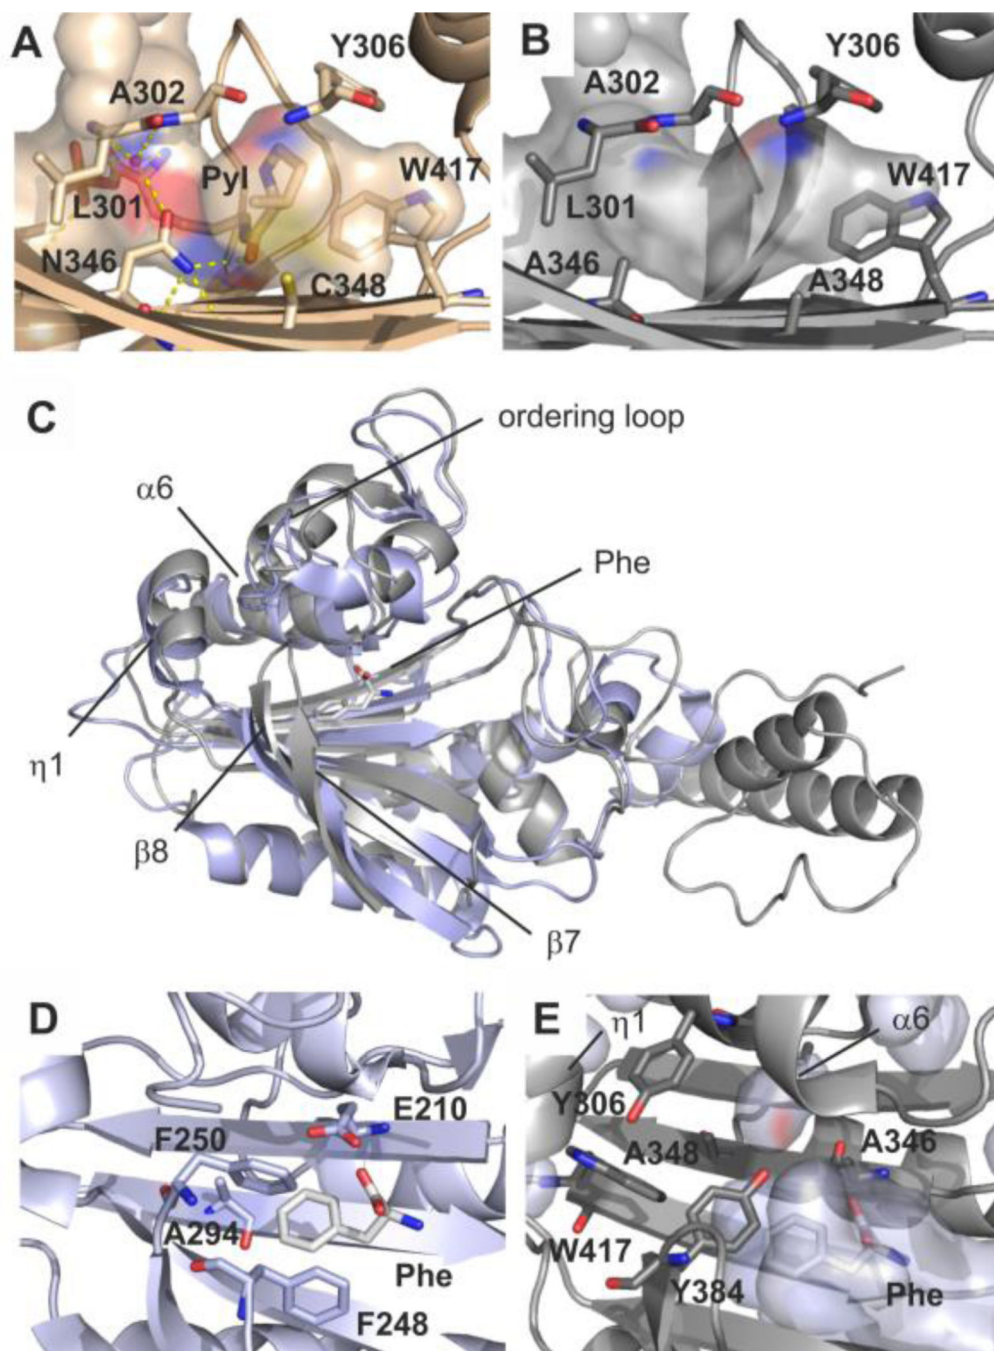 A
Y306
A302
Pyl
W417
L301
N346
C348
B
Y306
A302
W417
L301
A346
A348
C
ordering loop
α6
Phe
η1
β8
β7
D
E210
F250
A294
Phe
F248
E
η1
α6
Y306
A348
A346
W417
Y384
Phe